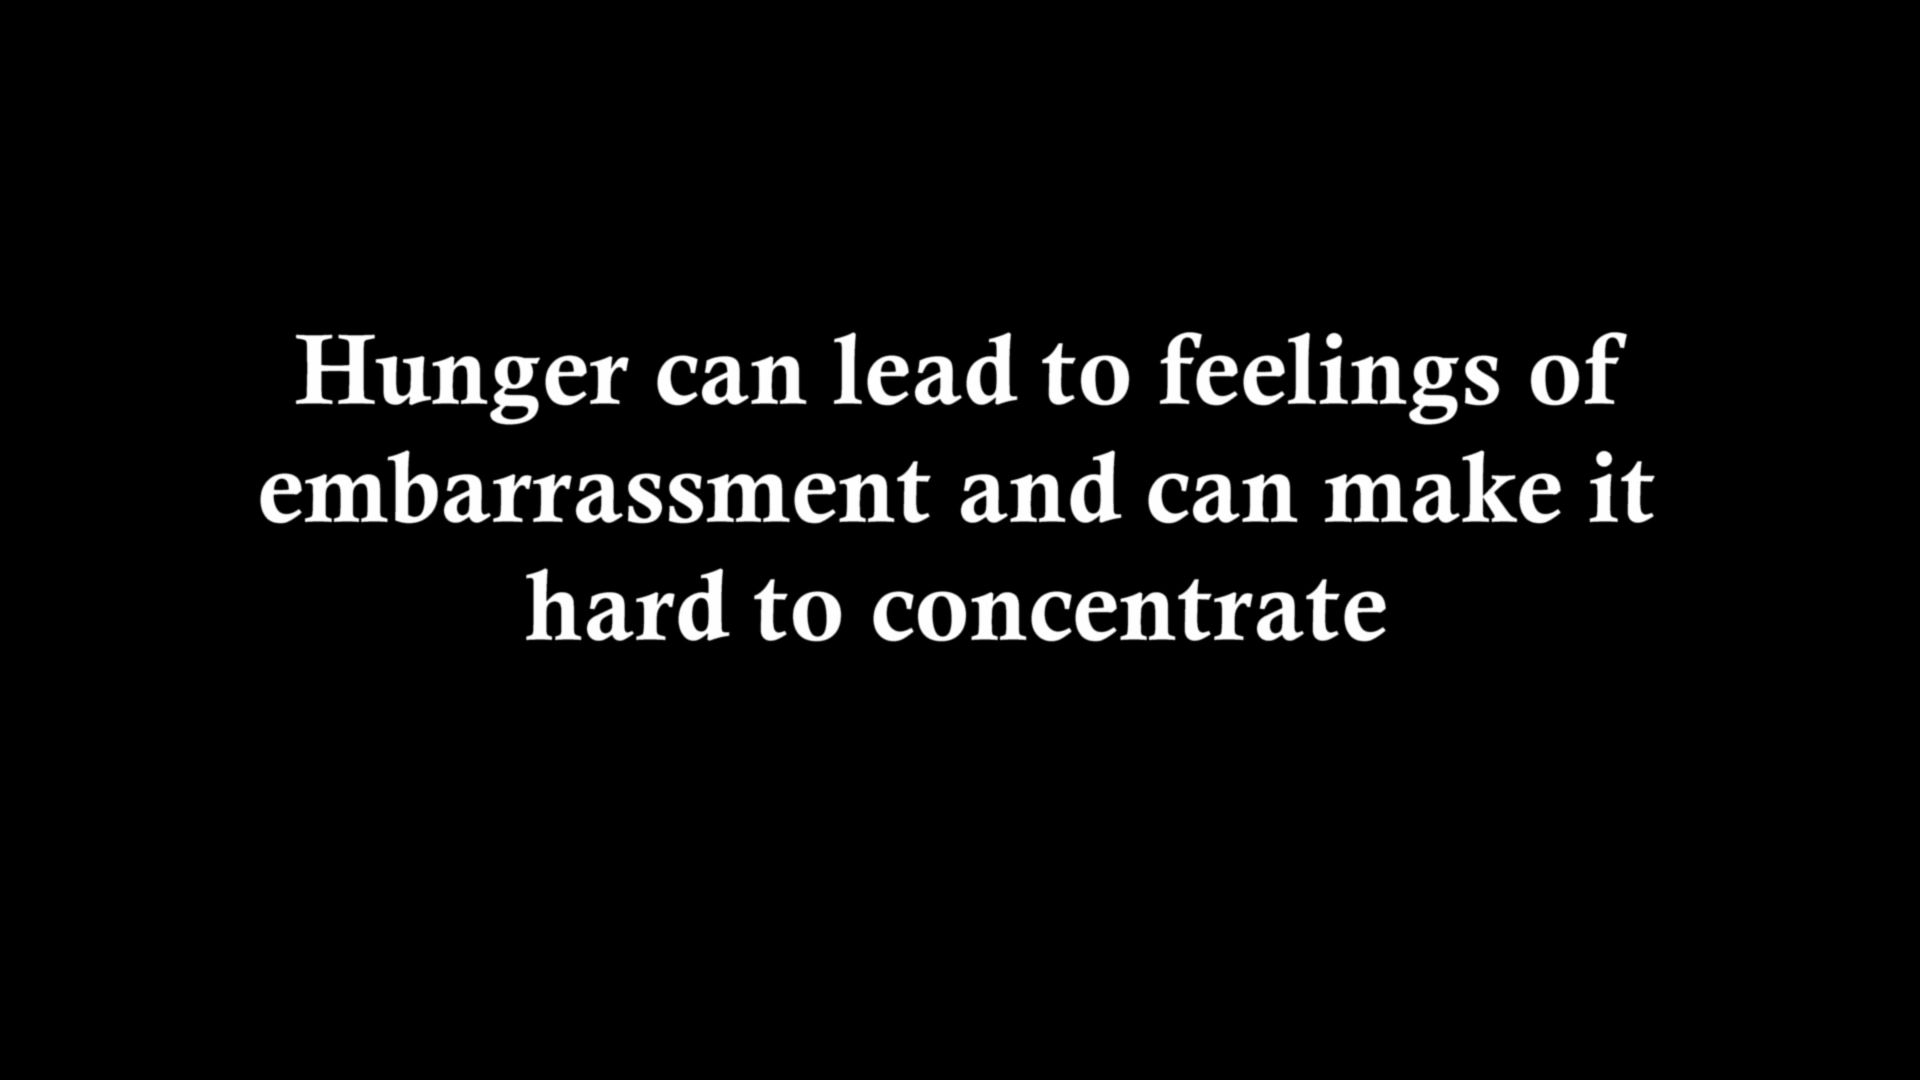 Hunger can lead to feelings of
embarrassment and can make it
hard to concentrate